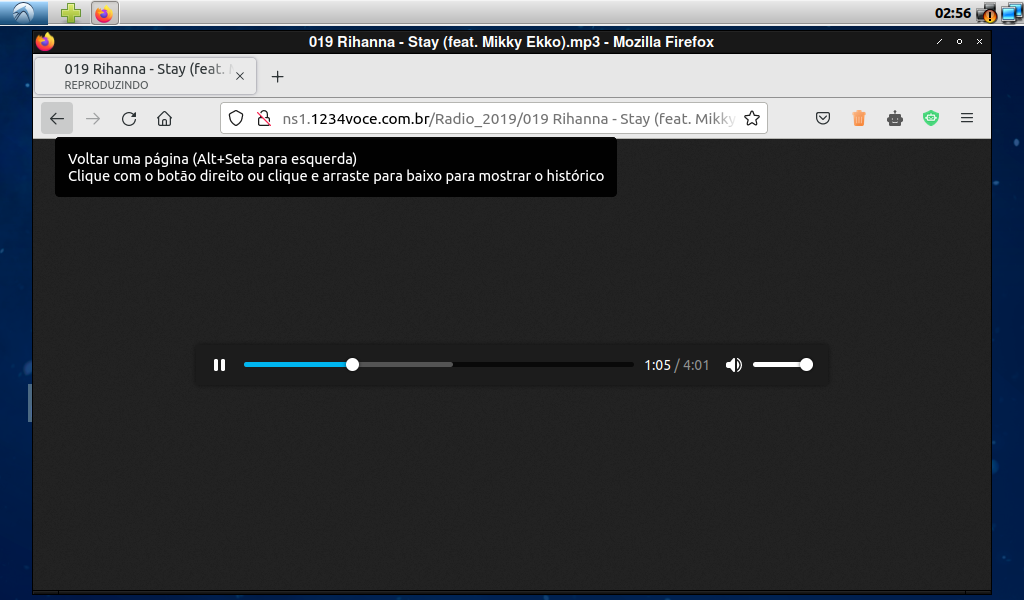 02:56
019 Rihanna - Stay (feat. Mikky Ekko).mp3 - Mozilla Firefox
019 Rihanna - Stay (feat.
REPRODUZINDO
ns1.1234voce.com.br/Radio_2019/019 Rihanna - Stay (feat. Mikky
Voltar uma página (Alt+Seta para esquerda)
Clique com o botão direito ou clique e arraste para baixo para mostrar o histórico
1:05 / 4:01